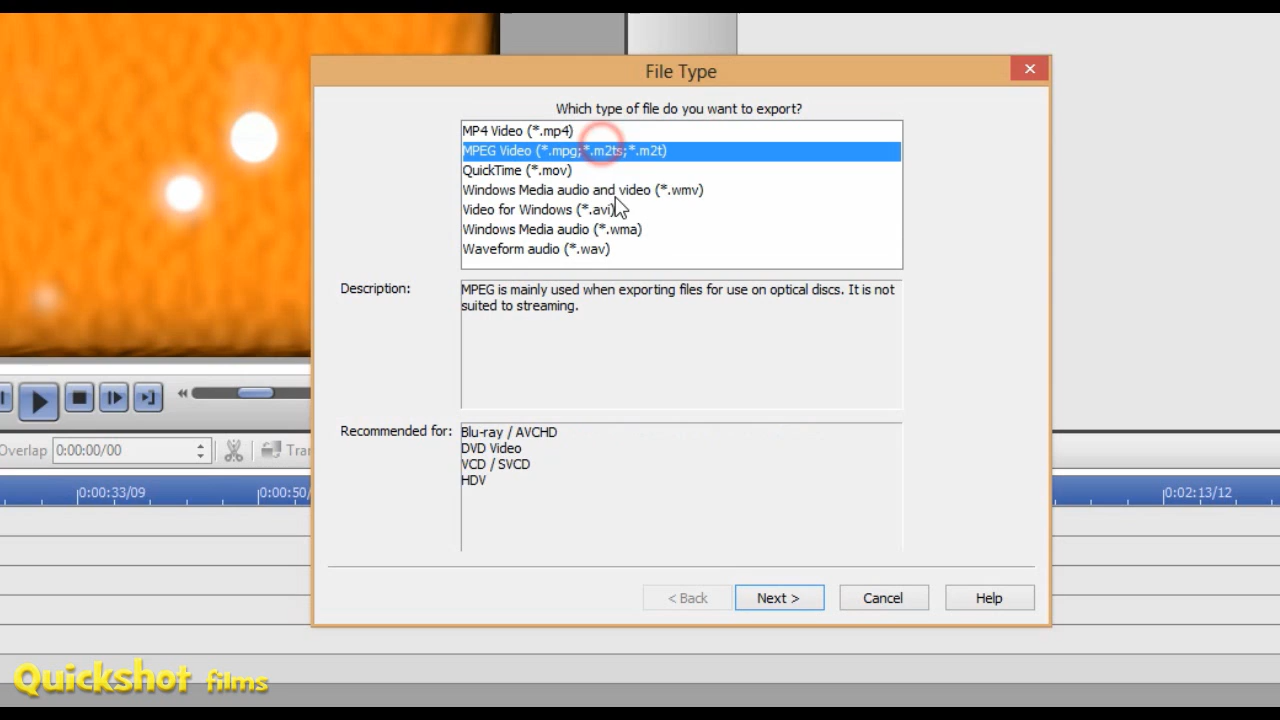 File Type
Which type of file do you want to export?
MP4 Video (*.mp4)
MPEG Video (*.mpg;*.m2ts;*.m2t)
QuickTime (*.mov)
Windows Media audio and video (*.wmv)
Video for Windows (*.avi)
Windows Media audio (*.wma)
Waveform audio (*.wav)
Description:
MPEG is mainly used when exporting files for use on optical discs. It is not
suited to streaming.
Recommended for:
Blu-ray / AVCHD
DVD Video
VCD / SVCD
HDV
Overlap 0:00:00/00
Tra
0:00:33/09 0:00:50/ 0:02:13/12
< Back Next > Cancel Help
Quickshot films